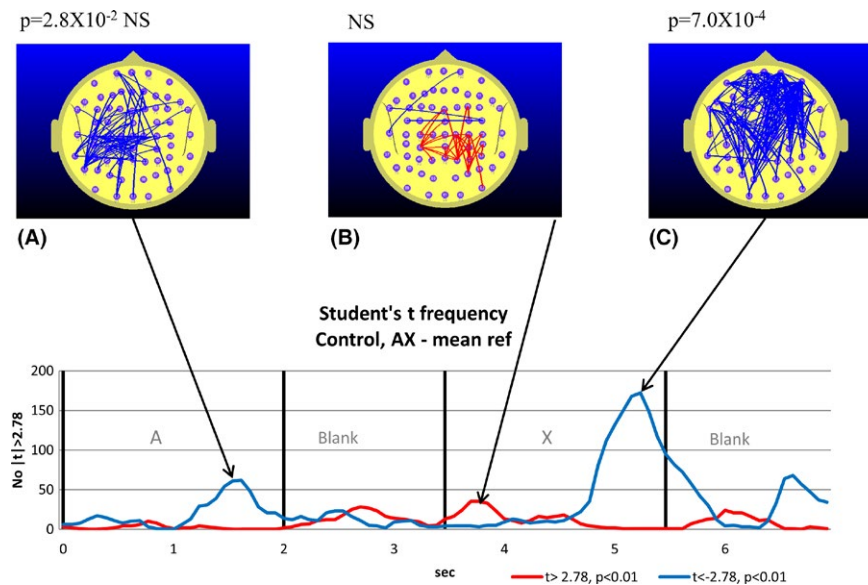 p=2.8X10⁻² NS
NS
p=7.0X10⁻⁴
(A)
(B)
(C)
Student's t frequency
Control, AX - mean ref
No |t|>2.78
200
150
100
50
0
A
Blank
X
Blank
0 1 2 3 4 5 6
sec
t> 2.78, p<0.01
t<-2.78, p<0.01